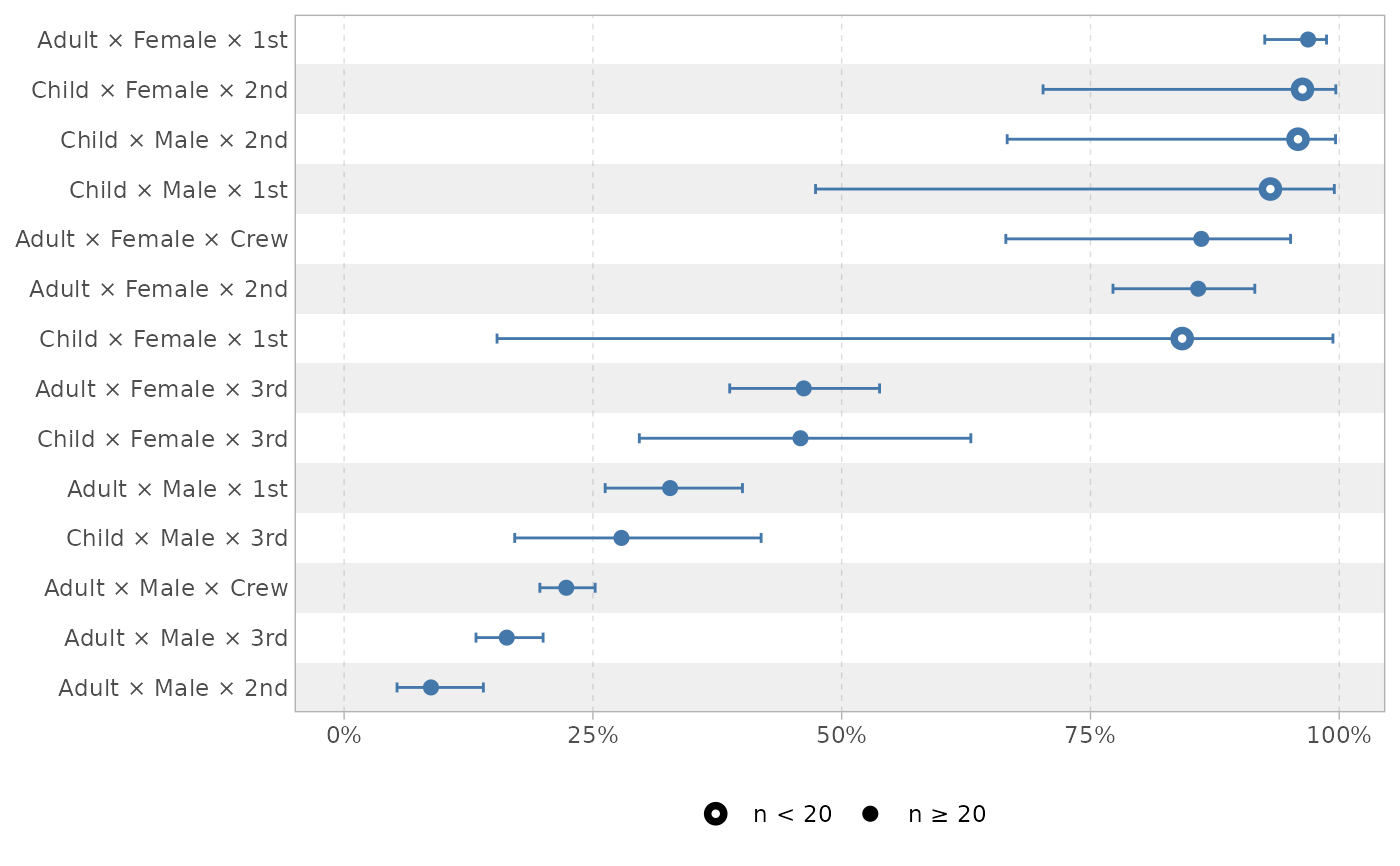 Adult × Female × 1st
Child × Female × 2nd
Child × Male × 2nd
Child × Male × 1st
Adult × Female × Crew
Adult × Female × 2nd
Child × Female × 1st
Adult × Female × 3rd
Child × Female × 3rd
Adult × Male × 1st
Child × Male × 3rd
Adult × Male × Crew
Adult × Male × 3rd
Adult × Male × 2nd
0% 25% 50% 75% 100%
n < 20 n ≥ 20